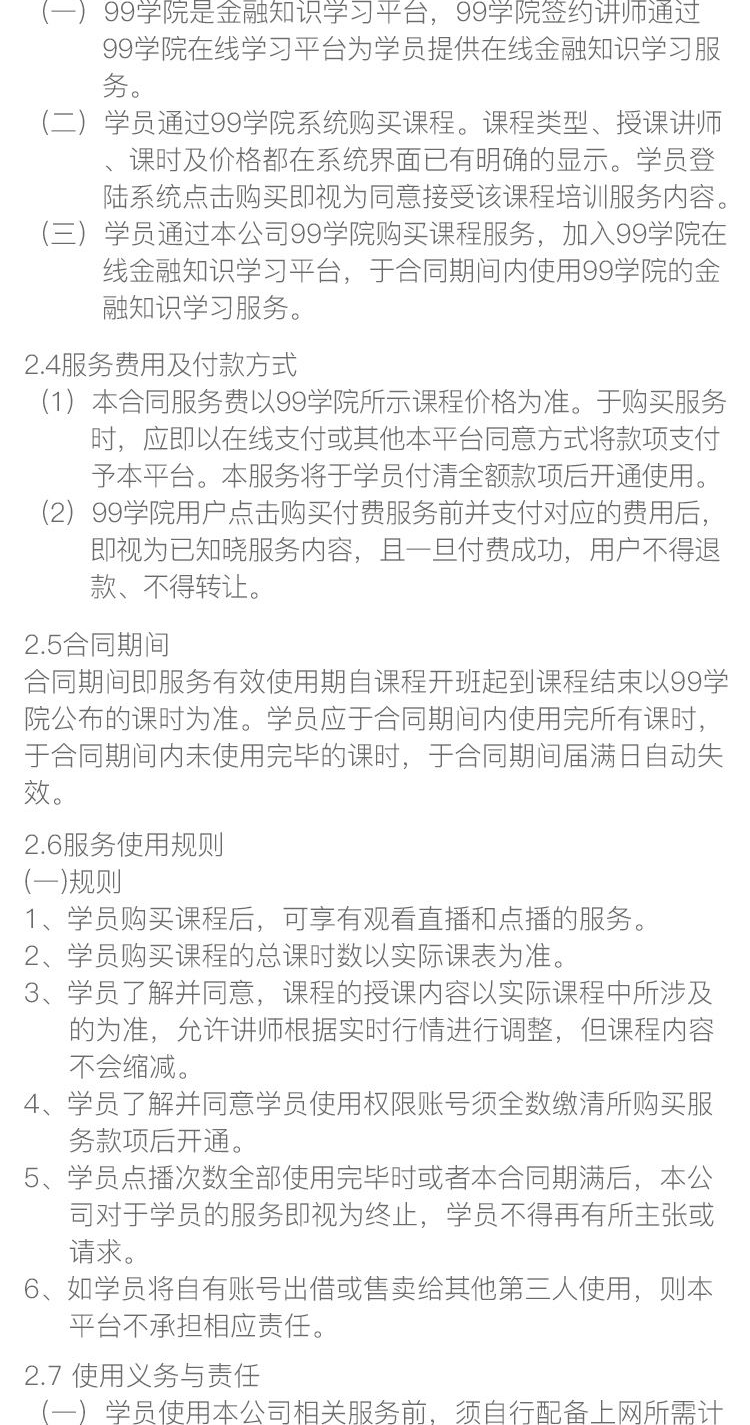 （一）99学院是金融知识学习平台，99学院签约讲师通过
99学院在线学习平台为学员提供在线金融知识学习服
务。
（二）学员通过99学院系统购买课程。课程类型、授课讲师
、课时及价格都在系统界面已有明确的显示。学员登
陆系统点击购买即视为同意接受该课程培训服务内容。
（三）学员通过本公司99学院购买课程服务，加入99学院在
线金融知识学习平台，于合同期间内使用99学院的金
融知识学习服务。
2.4服务费用及付款方式
（1）本合同服务费以99学院所示课程价格为准。于购买服务
时，应即以在线支付或其他本平台同意方式将款项支付
予本平台。本服务将于学员付清全额款项后开通使用。
（2）99学院用户点击购买付费服务前并支付对应的费用后，
即视为已知晓服务内容，且一旦付费成功，用户不得退
款、不得转让。
2.5合同期间
合同期间即服务有效使用期自课程开班起到课程结束以99学
院公布的课时为准。学员应于合同期间内使用完所有课时，
于合同期间内未使用完毕的课时，于合同期间届满日自动失
效。
2.6服务使用规则
(一)规则
1、学员购买课程后，可享有观看直播和点播的服务。
2、学员购买课程的总课时数以实际课表为准。
3、学员了解并同意，课程的授课内容以实际课程中所涉及
的为准，允许讲师根据实时行情进行调整，但课程内容
不会缩减。
4、学员了解并同意学员使用权限账号须全数缴清所购买服
务款项后开通。
5、学员点播次数全部使用完毕时或者本合同期满后，本公
司对于学员的服务即视为终止，学员不得再有所主张或
请求。
6、如学员将自有账号出借或售卖给其他第三人使用，则本
平台不承担相应责任。
2.7 使用义务与责任
（一）学员使用本公司相关服务前，须自行配备上网所需计